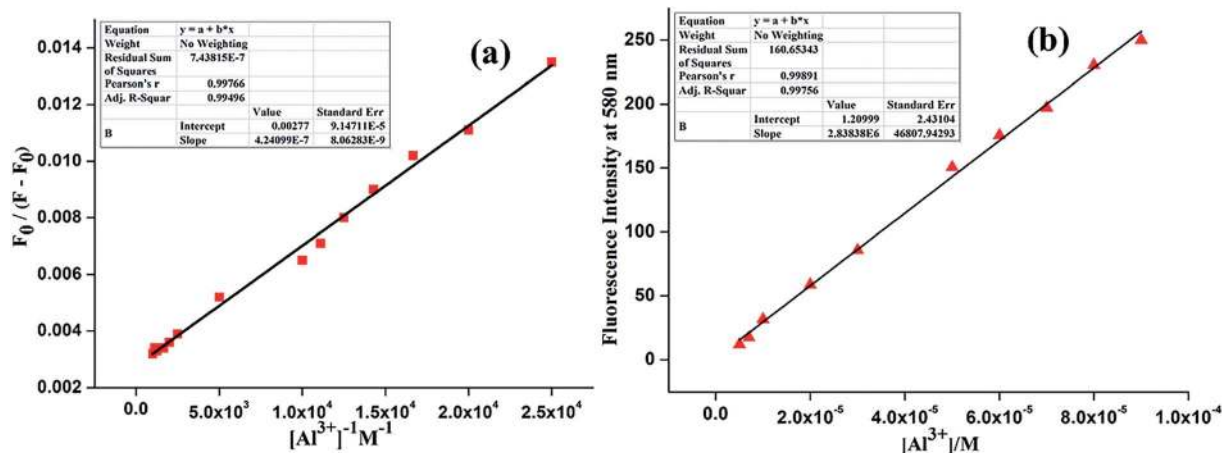 Equation y = a + b*x
Weight No Weighting
Residual Sum of Squares 7.43815E-7
Pearson's r 0.99766
Adj. R-Squar 0.99496
Value Standard Err
B Intercept 0.00277 9.14711E-5
Slope 4.24099E-7 8.06283E-9
(a)
0.014
0.012
0.010
0.008
0.006
0.004
0.002
F₀ / (F - F₀)
0.0 5.0x10³ 1.0x10⁴ 1.5x10⁴ 2.0x10⁴ 2.5x10⁴
[Al³⁺]⁻¹M⁻¹
Equation y = a + b*x
Weight No Weighting
Residual Sum of Squares 160.65343
Pearson's r 0.99891
Adj. R-Squar 0.99756
Value Standard Err
B Intercept 1.20999 2.43104
Slope 2.83838E6 46807.94293
(b)
250
200
150
100
50
0
Fluorescence Intensity at 580 nm
0.0 2.0x10⁻⁵ 4.0x10⁻⁵ 6.0x10⁻⁵ 8.0x10⁻⁵ 1.0x10⁻⁴
[Al³⁺]/M